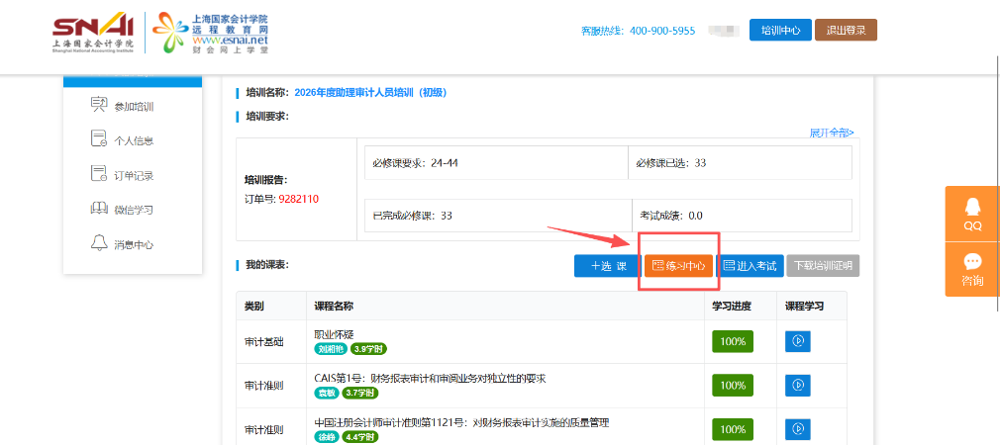 SNAI
上海国家会计学院
Shanghai National Accounting Institute
上海国家会计学院
远程教育网
www.esnai.net
财会网上学堂
客服热线：400-900-5955
培训中心
退出登录
参加培训
个人信息
订单记录
微信学习
消息中心
培训名称：2026年度助理审计人员培训（初级）
培训要求：
展开全部>
培训报告：
订单号: 9282110
必修课要求：24-44
必修课已选：33
已完成必修课：33
考试成绩：0.0
我的课表：
十选 课
练习中心
进入考试
下载培训证明
类别
课程名称
学习进度
课程学习
审计基础
职业怀疑
刘湘艳 3.9学时
100%
审计准则
CAIS第1号：财务报表审计和审阅业务对独立性的要求
袁敏 3.7学时
100%
审计准则
中国注册会计师审计准则第1121号：对财务报表审计实施的质量管理
徐峥 4.4学时
100%
QQ
咨询